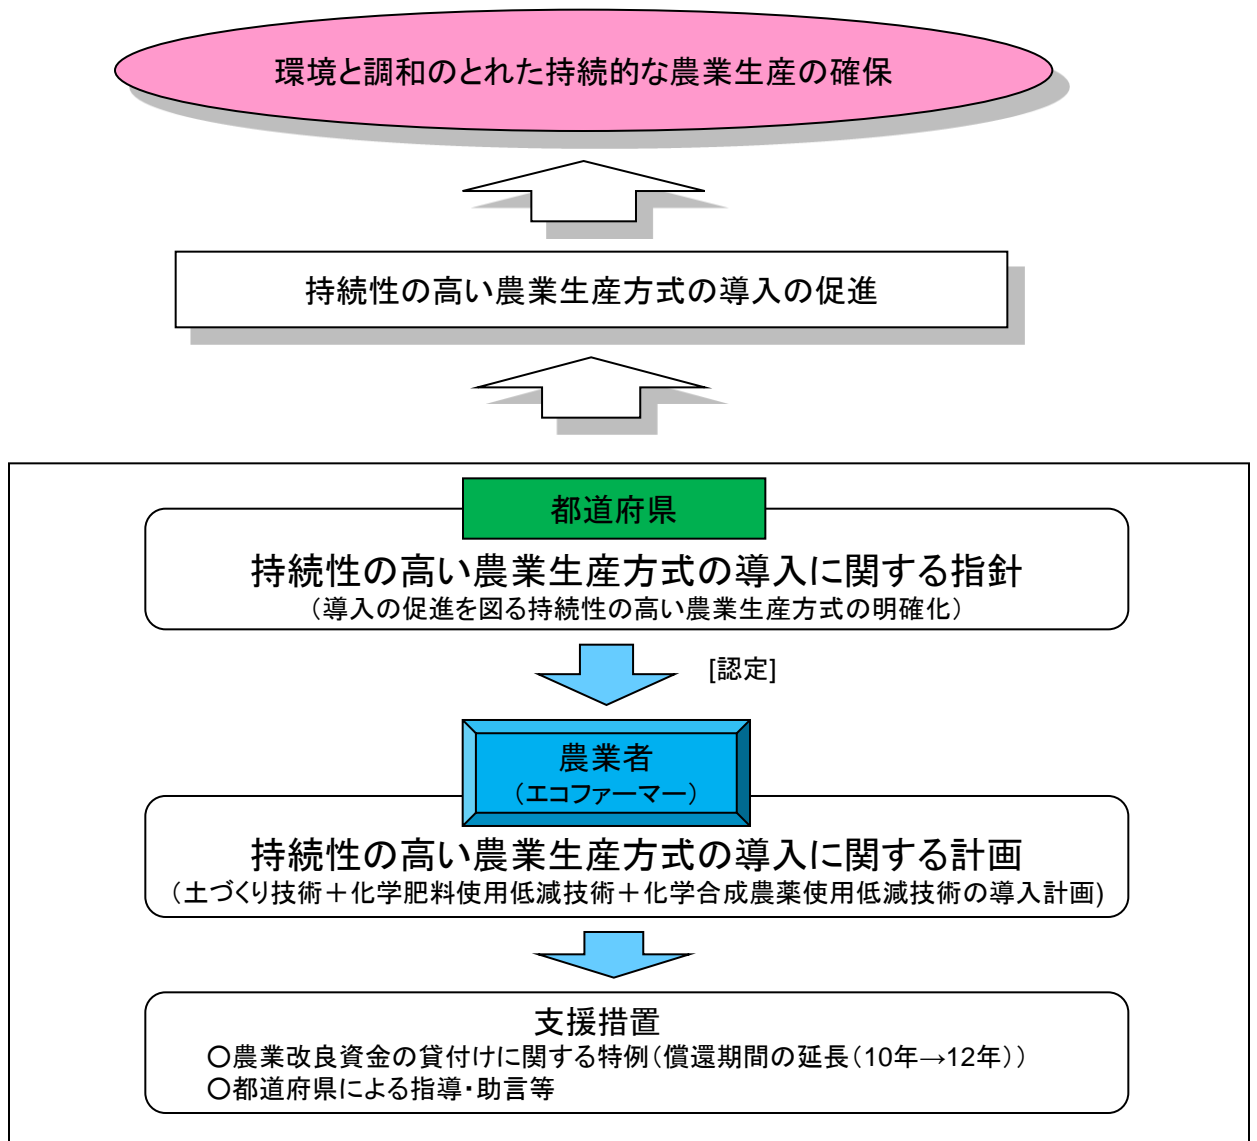 環境と調和のとれた持続的な農業生産の確保
持続性の高い農業生産方式の導入の促進
都道府県
持続性の高い農業生産方式の導入に関する指針
（導入の促進を図る持続性の高い農業生産方式の明確化）
[認定]
農業者
（エコファーマー）
持続性の高い農業生産方式の導入に関する計画
（土づくり技術＋化学肥料使用低減技術＋化学合成農薬使用低減技術の導入計画)
支援措置
○農業改良資金の貸付けに関する特例（償還期間の延長（10年→12年））
○都道府県による指導・助言等